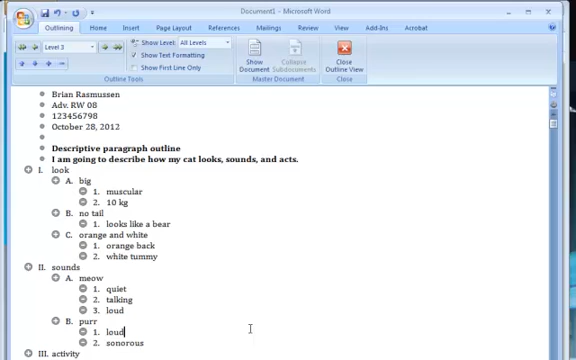 Document1 - Microsoft Word
Outlining Home Insert Page Layout References Mailings Review View Add-Ins Acrobat
Level 3
Show Level: All Levels
Show Text Formatting
Show First Line Only
Outline Tools
Show Document
Collapse Subdocuments
Master Document
Close Outline View
Close
Brian Rasmussen
Adv. RW 08
123456798
October 28, 2012
Descriptive paragraph outline
I am going to describe how my cat looks, sounds, and acts.
I. look
A. big
1. muscular
2. 10 kg
B. no tail
1. looks like a bear
C. orange and white
1. orange back
2. white tummy
II. sounds
A. meow
1. quiet
2. talking
3. loud
B. purr
1. loud
2. sonorous
III. activity